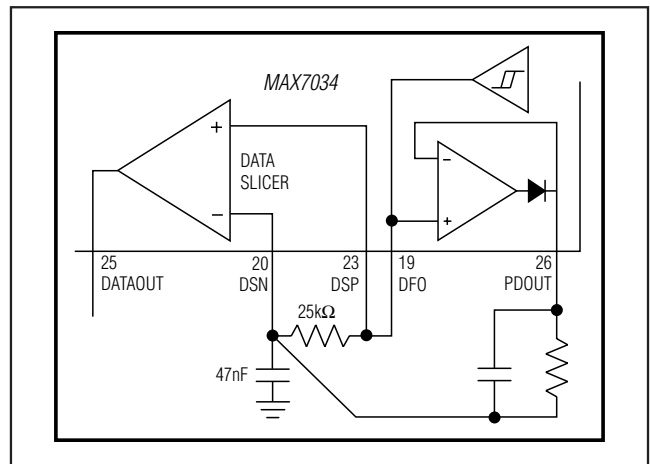 MAX7034
DATA
SLICER
+
−
−
+
25
DATAOUT
20
DSN
23
DSP
19
DFO
26
PDOUT
25kΩ
47nF